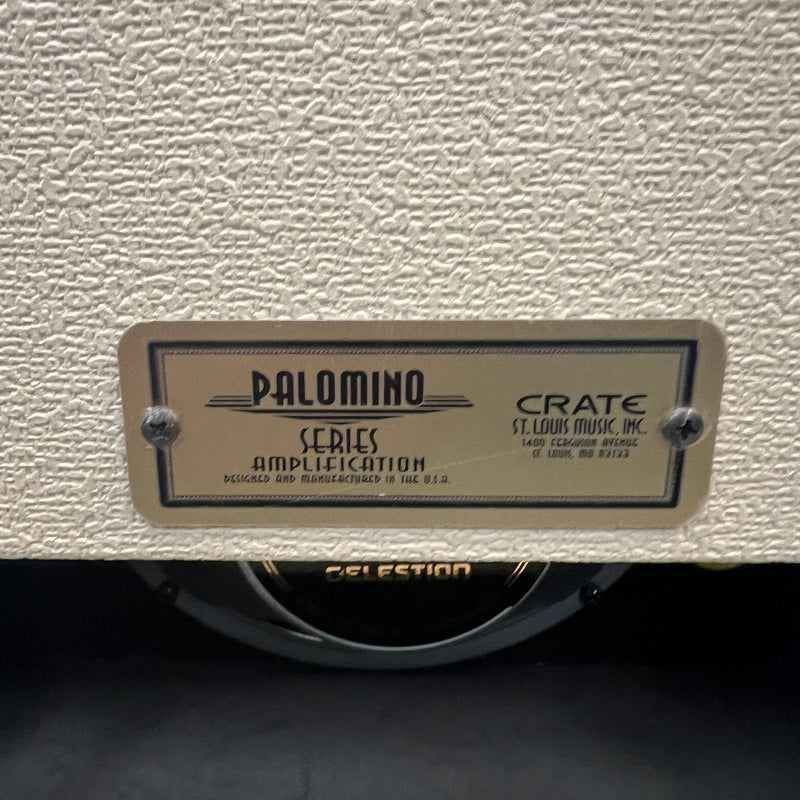 PALOMINO
SERIES
AMPLIFICATION
DESIGNED AND MANUFACTURED IN THE U.S.A.
CRATE
ST. LOUIS MUSIC, INC.
1400 FERGUSON AVENUE
ST. LOUIS, MO 63133
CELESTION